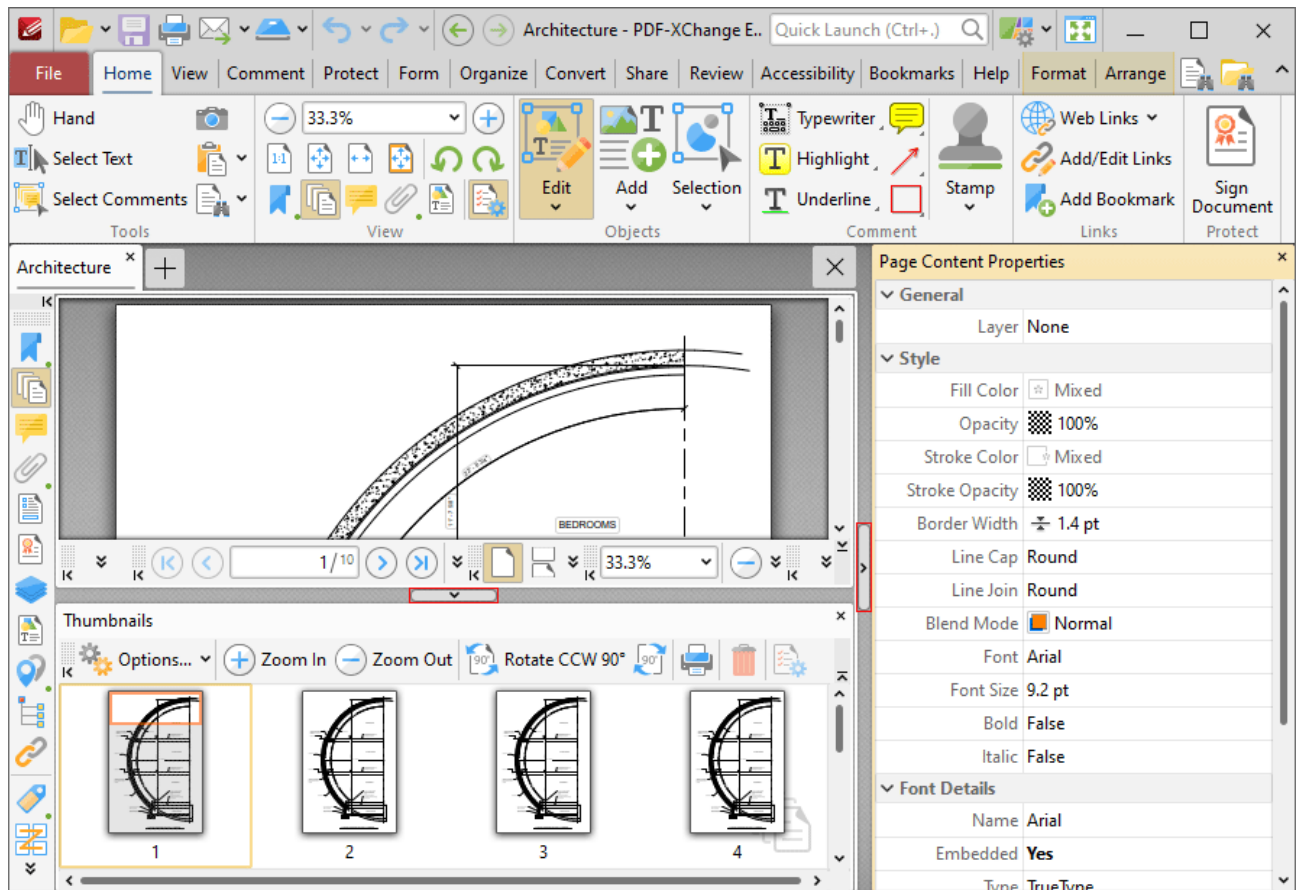 Architecture - PDF-XChange E.. Quick Launch (Ctrl+.)
File Home View Comment Protect Form Organize Convert Share Review Accessibility Bookmarks Help Format Arrange
Hand 33.3% Typewriter Web Links
Select Text 1:1 Highlight Add/Edit Links
Select Comments Edit Add Selection Underline Stamp Add Bookmark Sign Document
Tools View Objects Comment Links Protect
Architecture
BEDROOMS
1/10 33.3%
Thumbnails
Options... Zoom In Zoom Out 90° Rotate CCW 90° 90°
1 2 3 4
Page Content Properties
General
Layer None
Style
Fill Color Mixed
Opacity 100%
Stroke Color Mixed
Stroke Opacity 100%
Border Width 1.4 pt
Line Cap Round
Line Join Round
Blend Mode Normal
Font Arial
Font Size 9.2 pt
Bold False
Italic False
Font Details
Name Arial
Embedded Yes
Type TrueType